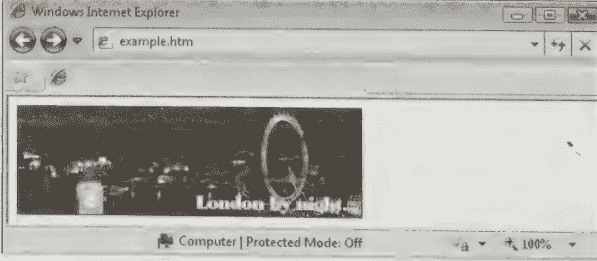 Windows Internet Explorer
example.htm
London by night...
Computer | Protected Mode: Off
100%